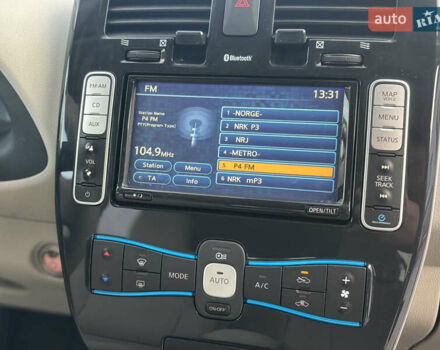 auto RIA
Bluetooth
FM 13:31
FM·AM
CD
AUX
VOL
Station Name
P4 FM
PTY(Program Type)
104.9MHz
Station Menu
TA Info
1 -NORGE-
2 NRK P3
3 NRJ
4 -METRO-
5 P4 FM
6 NRK mP3
MAP
VOICE
MENU
STATUS
SEEK
TRACK
OPEN/TILT
MODE
AUTO
A/C
ON·OFF